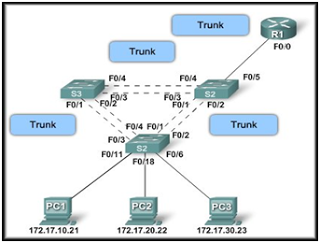 Trunk
R1
F0/0
Trunk
F0/4
F0/4
F0/5
S3
F0/3
F0/3
S2
F0/1
F0/2
F0/1
F0/2
Trunk
Trunk
F0/4
F0/1
F0/2
F0/3
S2
F0/11
F0/18
F0/6
PC1
PC2
PC3
172.17.10.21
172.17.20.22
172.17.30.23